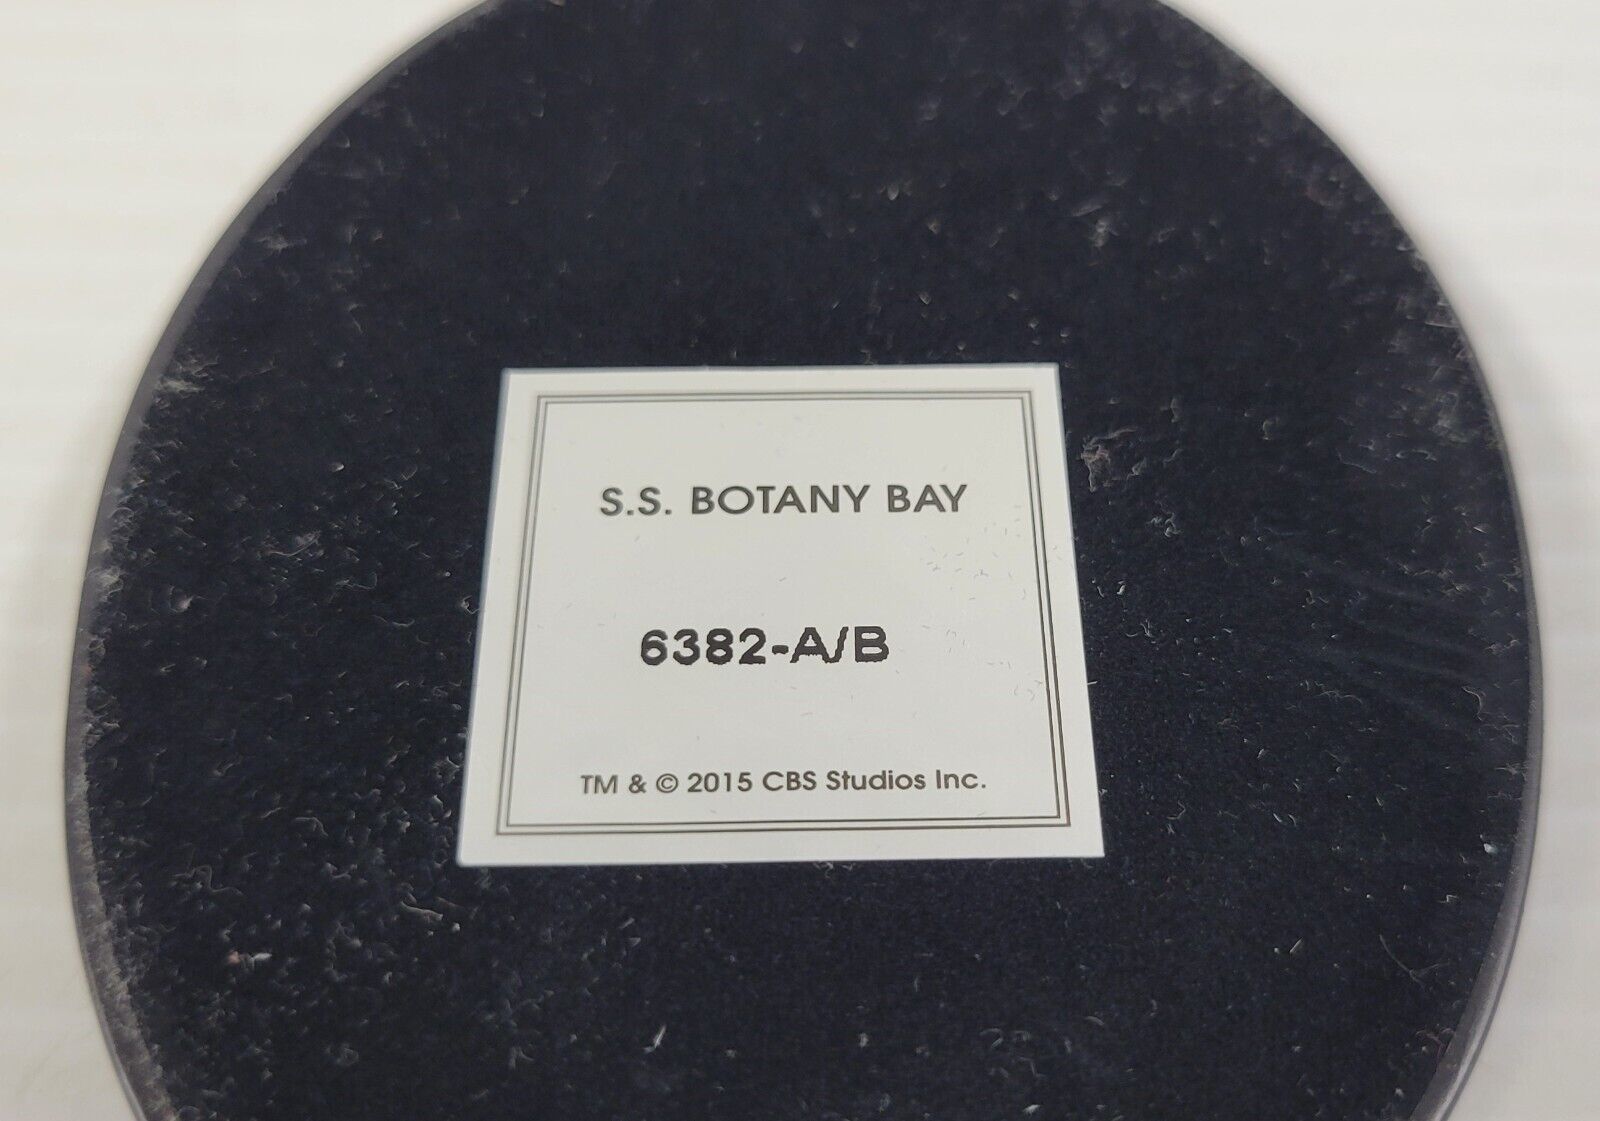 S.S. BOTANY BAY
6382-A/B
TM & © 2015 CBS Studios Inc.